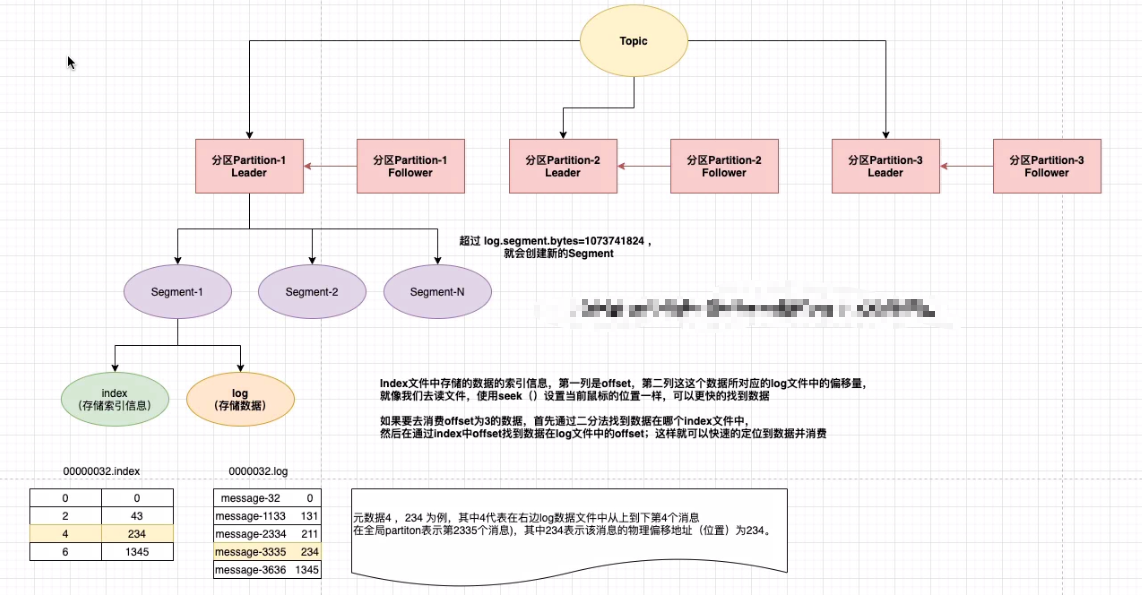 Topic
分区Partition-1
Leader
分区Partition-1
Follower
分区Partition-2
Leader
分区Partition-2
Follower
分区Partition-3
Leader
分区Partition-3
Follower
超过 log.segment.bytes=1073741824，
就会创建新的Segment
Segment-1
Segment-2
Segment-N
index
（存储索引信息）
log
（存储数据）
Index文件中存储的数据的索引信息，第一列是offset，第二列这这个数据所对应的log文件中的偏移量，
就像我们去读文件，使用seek（）设置当前鼠标的位置一样，可以更快的找到数据
如果要去消费offset为3的数据，首先通过二分法找到数据在哪个index文件中，
然后在通过index中offset找到数据在log文件中的offset；这样就可以快速的定位到数据并消费
00000032.index
0 0
2 43
4 234
6 1345
0000032.log
message-32 0
message-1133 131
message-2334 211
message-3335 234
message-3636 1345
元数据4 ，234 为例，其中4代表在右边log数据文件中从上到下第4个消息
在全局partiton表示第2335个消息)，其中234表示该消息的物理偏移地址（位置）为234。